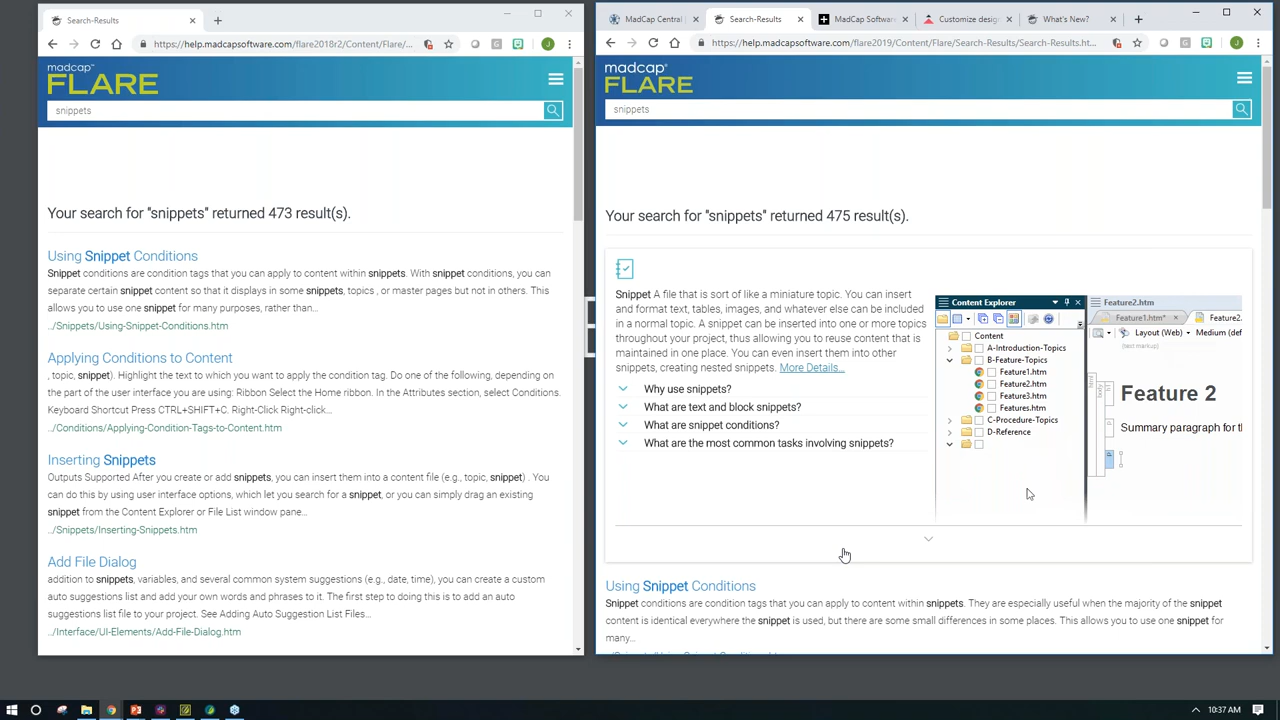 Search-Results
https://help.madcapsoftware.com/flare2018r2/Content/Flare/...
madcap™
FLARE
snippets
Your search for "snippets" returned 473 result(s).
Using Snippet Conditions
Snippet conditions are condition tags that you can apply to content within snippets. With snippet conditions, you can
separate certain snippet content so that it displays in some snippets, topics , or master pages but not in others. This
allows you to use one snippet for many purposes, rather than...
../Snippets/Using-Snippet-Conditions.htm
Applying Conditions to Content
, topic, snippet). Highlight the text to which you want to apply the condition tag. Do one of the following, depending on
the part of the user interface you are using: Ribbon Select the Home ribbon. In the Attributes section, select Conditions.
Keyboard Shortcut Press CTRL+SHIFT+C. Right-Click Right-click...
../Conditions/Applying-Condition-Tags-to-Content.htm
Inserting Snippets
Outputs Supported After you create or add snippets, you can insert them into a content file (e.g., topic, snippet) . You
can do this by using user interface options, which let you search for a snippet, or you can simply drag an existing
snippet from the Content Explorer or File List window pane...
../Snippets/Inserting-Snippets.htm
Add File Dialog
addition to snippets, variables, and several common system suggestions (e.g., date, time), you can create a custom
auto suggestions list and add your own words and phrases to it. The first step to doing this is to add an auto
suggestions list file to your project. See Adding Auto Suggestion List Files...
../Interface/UI-Elements/Add-File-Dialog.htm
MadCap Central
Search-Results
MadCap Softwar
Customize desig
What's New?
https://help.madcapsoftware.com/flare2019/Content/Flare/Search-Results/Search-Results.ht...
madcap
FLARE
snippets
Your search for "snippets" returned 475 result(s).
Snippet A file that is sort of like a miniature topic. You can insert
and format text, tables, images, and whatever else can be included
in a normal topic. A snippet can be inserted into one or more topics
throughout your project, thus allowing you to reuse content that is
maintained in one place. You can even insert them into other
snippets, creating nested snippets. More Details...
Why use snippets?
What are text and block snippets?
What are snippet conditions?
What are the most common tasks involving snippets?
Content Explorer
Content
A-Introduction-Topics
B-Feature-Topics
Feature1.htm
Feature2.htm
Feature3.htm
Features.htm
C-Procedure-Topics
D-Reference
Feature2.htm
Feature1.htm*
Feature2.
Layout (Web)
Medium (def
Feature 2
Summary paragraph for th
Using Snippet Conditions
Snippet conditions are condition tags that you can apply to content within snippets. They are especially useful when the majority of the snippet
content is identical everywhere the snippet is used, but there are some small differences in some places. This allows you to use one snippet for
many...
10:37 AM